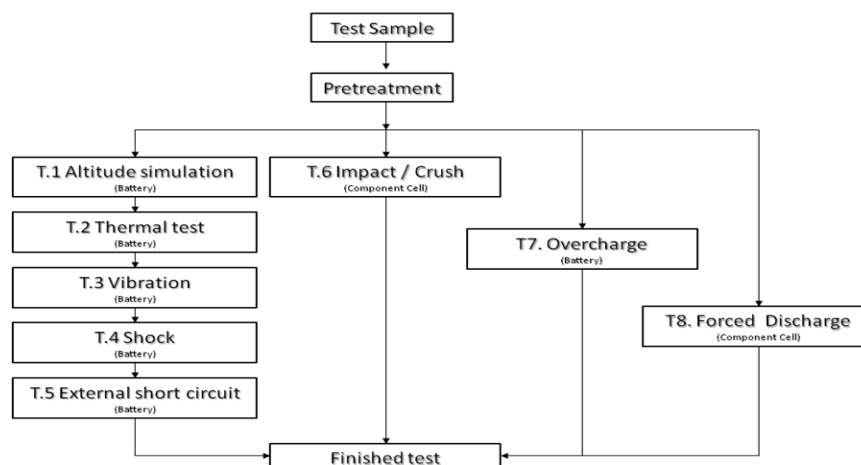 Test Sample
Pretreatment
T.1 Altitude simulation
(Battery)
T.2 Thermal test
(Battery)
T.3 Vibration
(Battery)
T.4 Shock
(Battery)
T.5 External short circuit
(Battery)
T.6 Impact / Crush
(Component Cell)
T7. Overcharge
(Battery)
T8. Forced Discharge
(Component Cell)
Finished test